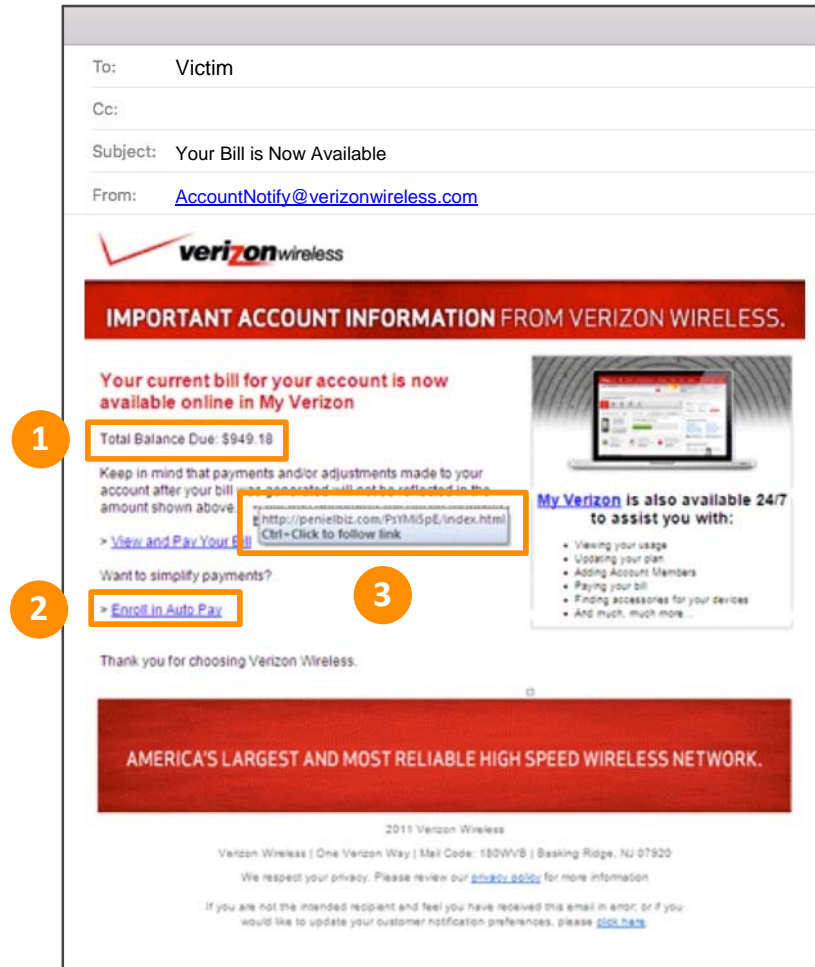 To: Victim
Cc:
Subject: Your Bill is Now Available
From: AccountNotify@verizonwireless.com
verizonwireless
IMPORTANT ACCOUNT INFORMATION FROM VERIZON WIRELESS.
Your current bill for your account is now
available online in My Verizon
1
Total Balance Due: $949.18
Keep in mind that payments and/or adjustments made to your
account after your bill was generated will not be reflected in the
amount shown above.
http://penielbiz.com/PsYMi5pE/index.html
Ctrl+Click to follow link
> View and Pay Your Bill
3
Want to simplify payments?
2
> Enroll in Auto Pay
Thank you for choosing Verizon Wireless.
My Verizon is also available 24/7
to assist you with:
• Viewing your usage
• Updating your plan
• Adding Account Members
• Paying your bill
• Finding accessories for your devices
• And much, much more...
AMERICA'S LARGEST AND MOST RELIABLE HIGH SPEED WIRELESS NETWORK.
2011 Verizon Wireless
Verizon Wireless | One Verizon Way | Mail Code: 180WVB | Basking Ridge, NJ 07920
We respect your privacy. Please review our privacy policy for more information
If you are not the intended recipient and feel you have received this email in error; or if you
would like to update your customer notification preferences, please click here.